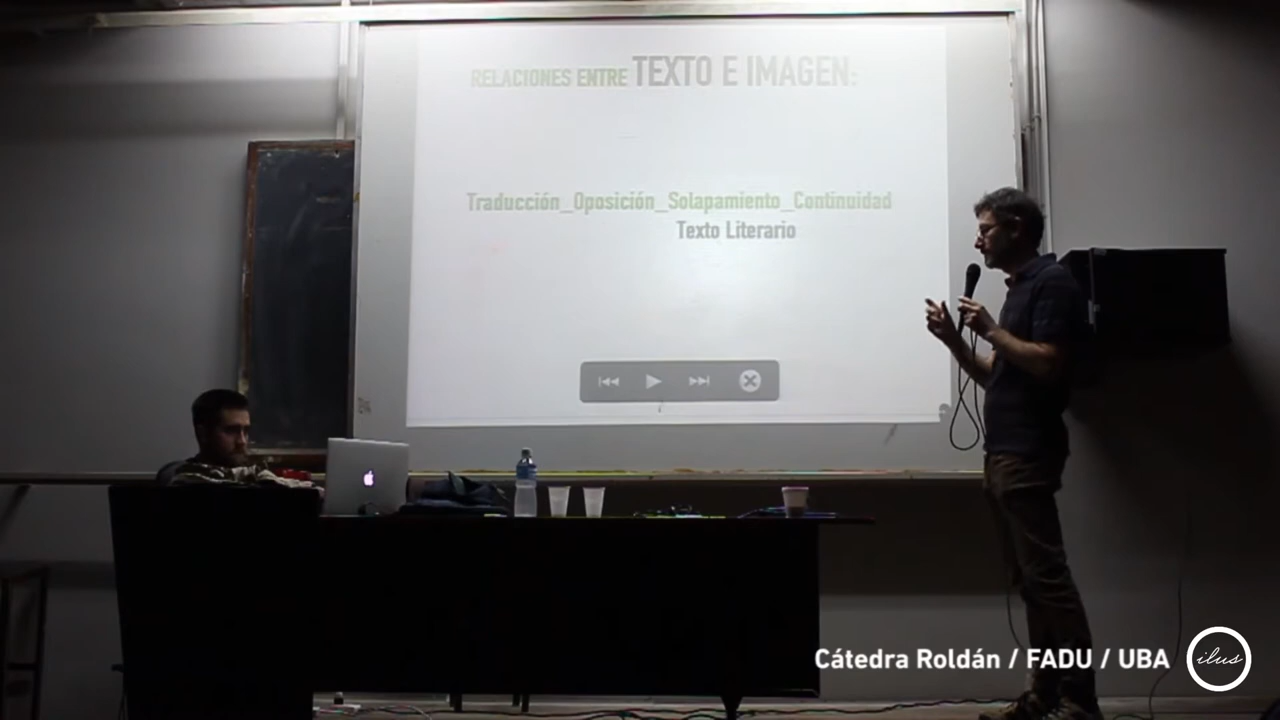 RELACIONES ENTRE TEXTO E IMAGEN:
Traducción_Oposición_Solapamiento_Continuidad
Texto Literario
Cátedra Roldán / FADU / UBA
ilus